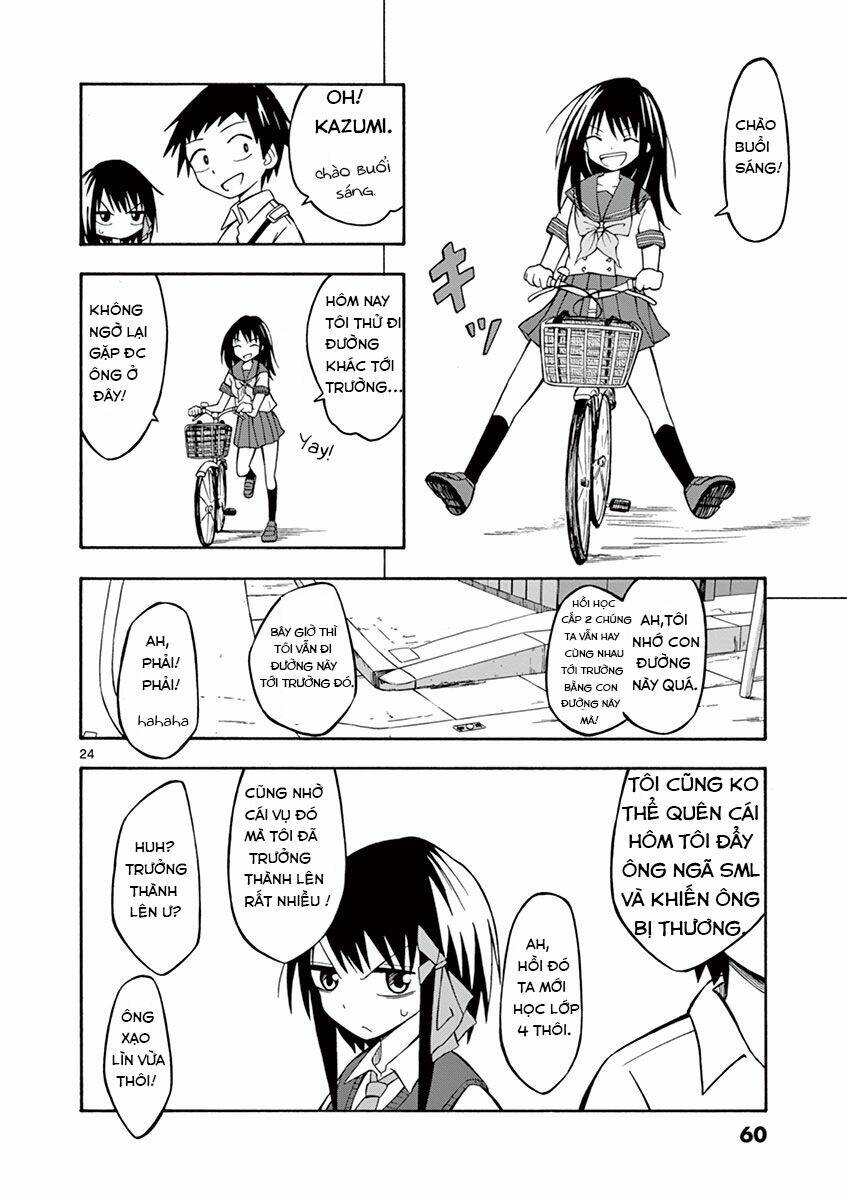 CHÀO
BUỔI
SÁNG!
キッ
OH!
KAZUMI.
chào buổi
sáng.
HÔM NAY
TÔI THỬ ĐI
ĐƯỜNG
KHÁC TỚI
TRƯỜNG...
Yay!
KHÔNG
NGỜ LẠI
GẶP ĐC
ÔNG Ở
ĐÂY!
AH,TÔI
NHỚ CON
ĐƯỜNG
NÀY QUÁ.
HỒI HỌC
CẤP 2 CHÚNG
TA VẪN HAY
CÙNG NHAU
TỚI TRƯỜNG
BẰNG CON
ĐƯỜNG NÀY
MÀ!
BÂY GIỜ THÌ
TÔI VẪN ĐI
ĐƯỜNG NÀY
TỚI TRƯỜNG ĐÓ.
AH,
PHẢI!
PHẢI!
hahaha
24
TÔI CŨNG KO
THỂ QUÊN CÁI
HÔM TÔI ĐẨY
ÔNG NGÃ SML
VÀ KHIẾN ÔNG
BỊ THƯƠNG.
AH,
HỒI ĐÓ
TA MỚI
HỌC LỚP
4 THÔI.
CŨNG NHỜ
CÁI VỤ ĐÓ
MÀ TÔI ĐÃ
TRƯỞNG
THÀNH LÊN
RẤT NHIỀU !
HUH?
TRƯỞNG
THÀNH
LÊN Ư?
ÔNG
XẠO
LÌN VỪA
THÔI!
60